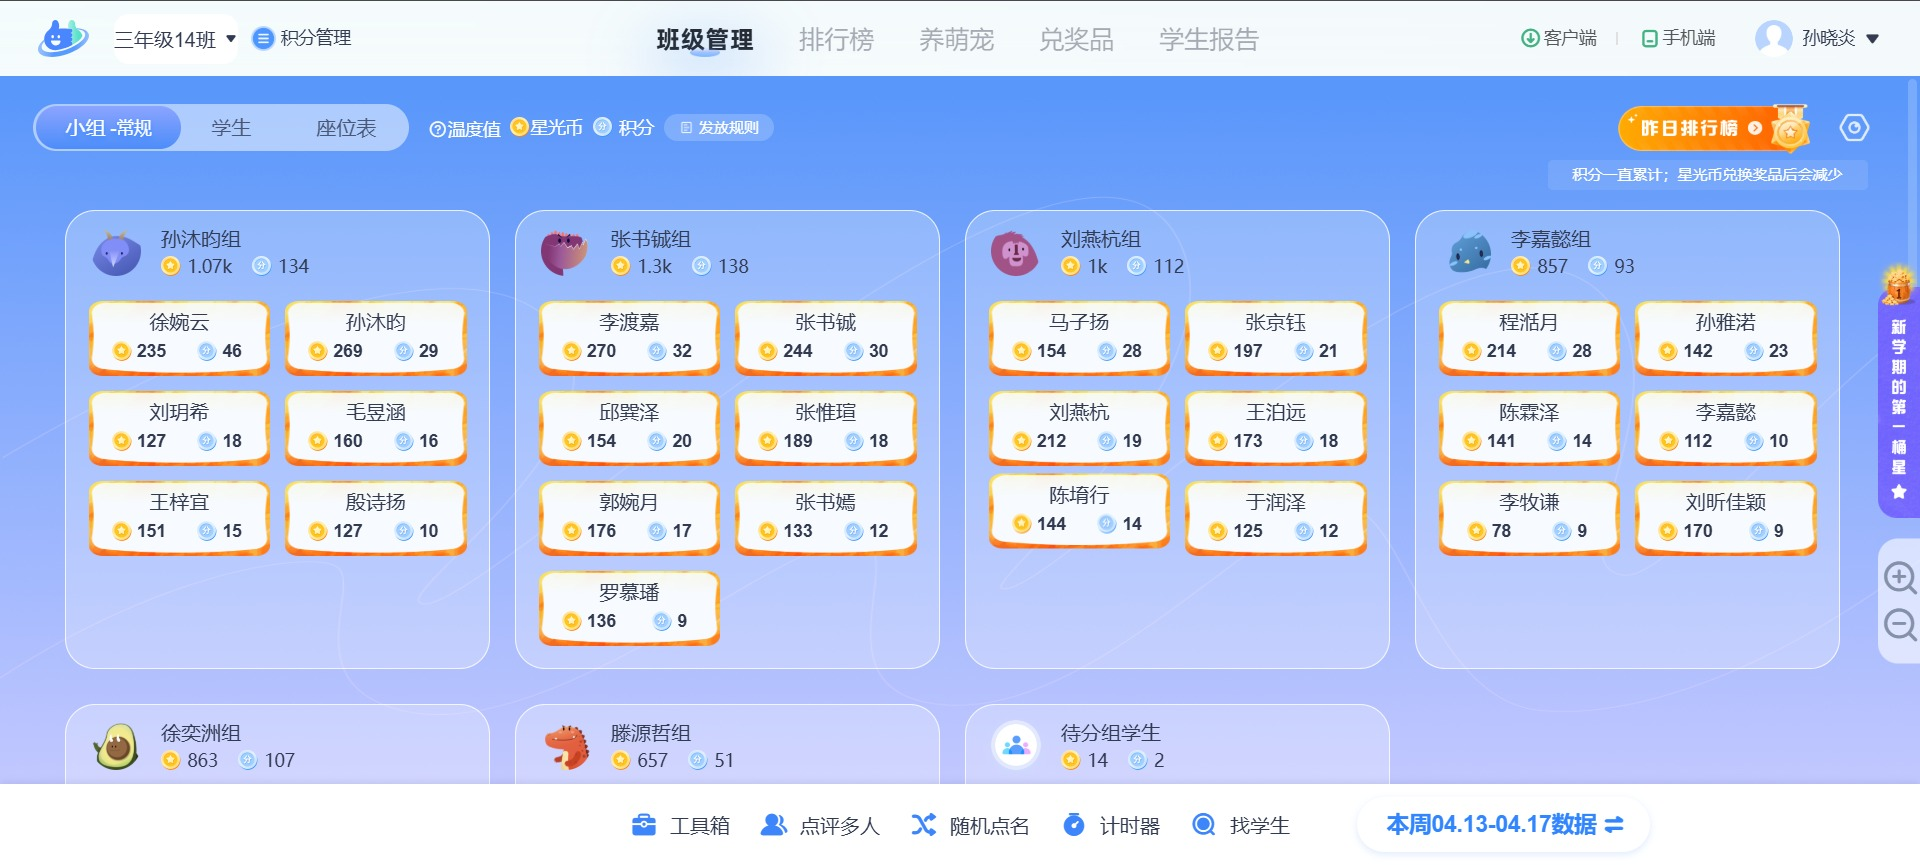 三年级14班 积分管理 班级管理 排行榜 养萌宠 兑奖品 学生报告 客户端 手机端 孙晓炎
小组-常规 学生 座位表 温度值 星光币 积分 发放规则 昨日排行榜
积分一直累计；星光币兑换奖品后会减少
孙沐昀组
1.07k 134
徐婉云 孙沐昀
235 46 269 29
刘玥希 毛昱涵
127 18 160 16
王梓宜 殷诗扬
151 15 127 10
张书铖组
1.3k 138
李渡嘉 张书铖
270 32 244 30
邱巽泽 张惟瑄
154 20 189 18
郭婉月 张书嫣
176 17 133 12
罗慕璠
136 9
刘燕杭组
1k 112
马子扬 张京钰
154 28 197 21
刘燕杭 王泊远
212 19 173 18
陈堉行 于润泽
144 14 125 12
李嘉懿组
857 93
程湉月 孙雅渃
214 28 142 23
陈霖泽 李嘉懿
141 14 112 10
李牧谦 刘昕佳颖
78 9 170 9
新学期的第一桶星
徐奕洲组
863 107
滕源哲组
657 51
待分组学生
14 2
工具箱 点评多人 随机点名 计时器 找学生 本周04.13-04.17数据